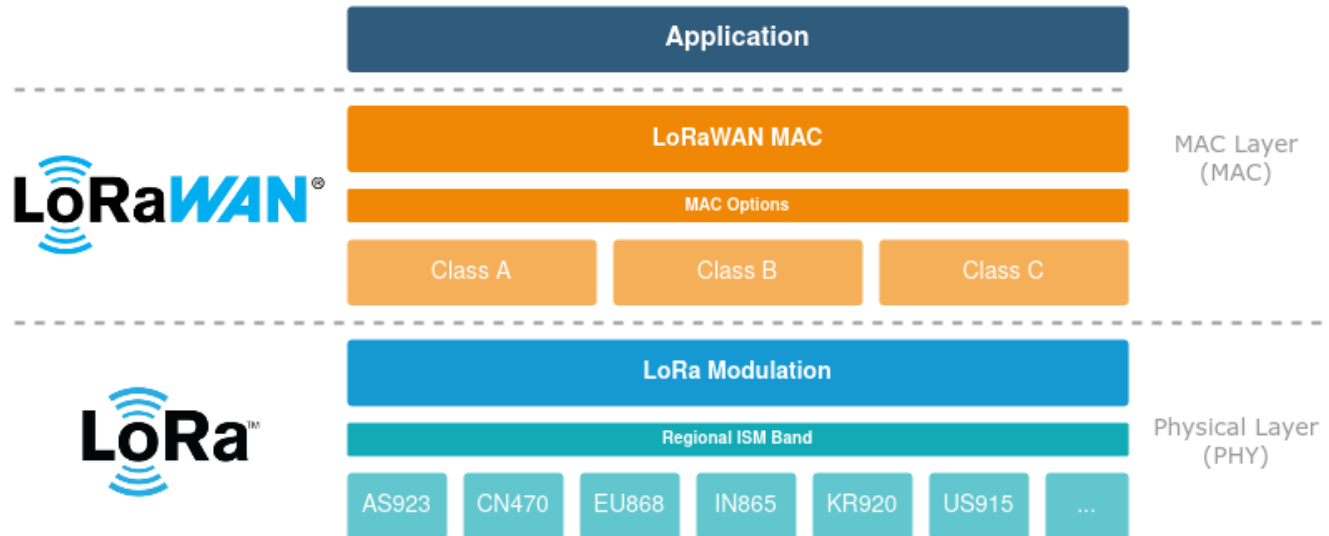 Application
LoRaWAN®
LoRaWAN MAC
MAC Layer
(MAC)
MAC Options
Class A Class B Class C
LoRa™
LoRa Modulation
Physical Layer
(PHY)
Regional ISM Band
AS923 CN470 EU868 IN865 KR920 US915 ...